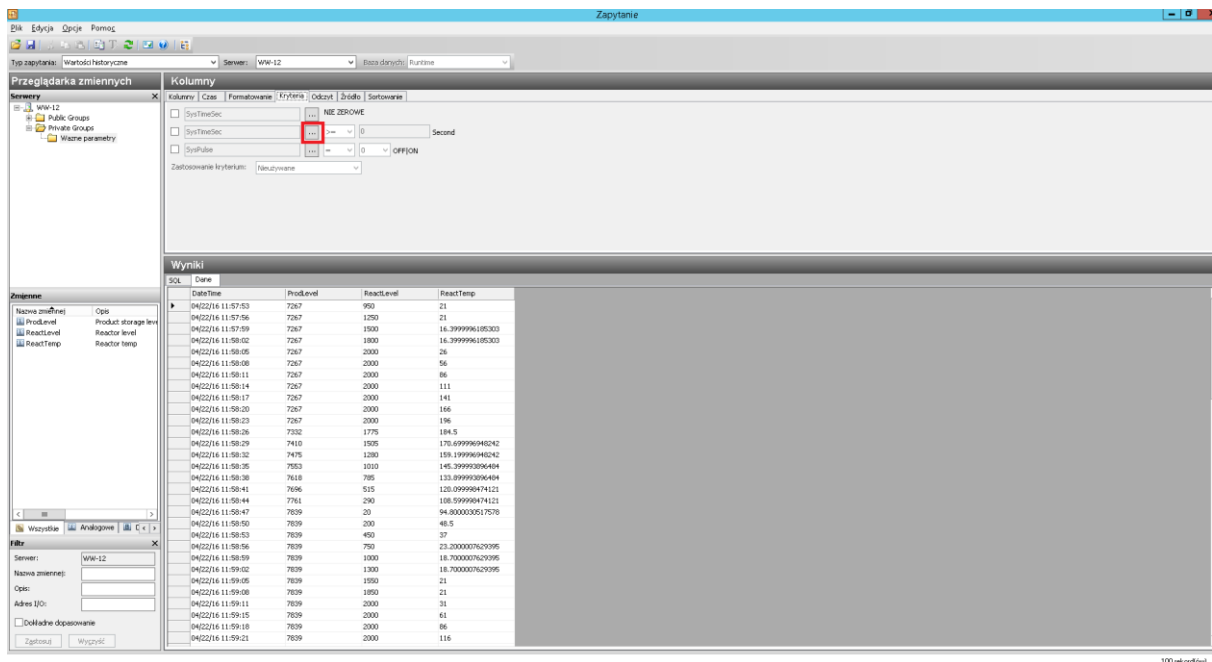 Zapytanie
Plik Edycja Opcje Pomoc
Typ zapytania: Wartości historyczne Serwer: WW-12 Baza danych: Runtime
Przeglądarka zmiennych
Serwery
WW-12
Public Groups
Private Groups
Wazne parametry
Kolumny
Kolumny Czas Formatowanie Kryteria Odczyt Źródło Sortowanie
SysTimeSec ... NIE ZEROWE
SysTimeSec ... >= 0 Second
SysPulse ... = 0 OFF|ON
Zastosowanie kryterium: Nieużywane
Zmienne
Nazwa zmiennej Opis
ProdLevel Product storage leve
ReactLevel Reactor level
ReactTemp Reactor temp
Wszystkie Analogowe D
Filtr
Serwer: WW-12
Nazwa zmiennej:
Opis:
Adres I/O:
Dokładne dopasowanie
Zastosuj Wyczyść
Wyniki
SQL Dane
DateTime ProdLevel ReactLevel ReactTemp
04/22/16 11:57:53 7267 950 21
04/22/16 11:57:56 7267 1250 21
04/22/16 11:57:59 7267 1500 16.3999996185303
04/22/16 11:58:02 7267 1800 16.3999996185303
04/22/16 11:58:05 7267 2000 26
04/22/16 11:58:08 7267 2000 56
04/22/16 11:58:11 7267 2000 86
04/22/16 11:58:14 7267 2000 111
04/22/16 11:58:17 7267 2000 141
04/22/16 11:58:20 7267 2000 166
04/22/16 11:58:23 7267 2000 196
04/22/16 11:58:26 7332 1775 184.5
04/22/16 11:58:29 7410 1505 170.699996948242
04/22/16 11:58:32 7475 1280 159.199996948242
04/22/16 11:58:35 7553 1010 145.399993896484
04/22/16 11:58:38 7618 785 133.899993896484
04/22/16 11:58:41 7696 515 120.099998474121
04/22/16 11:58:44 7761 290 108.599998474121
04/22/16 11:58:47 7839 20 94.8000030517578
04/22/16 11:58:50 7839 200 48.5
04/22/16 11:58:53 7839 450 37
04/22/16 11:58:56 7839 750 23.2000007629395
04/22/16 11:58:59 7839 1000 18.7000007629395
04/22/16 11:59:02 7839 1300 18.7000007629395
04/22/16 11:59:05 7839 1550 21
04/22/16 11:59:08 7839 1850 21
04/22/16 11:59:11 7839 2000 31
04/22/16 11:59:15 7839 2000 61
04/22/16 11:59:18 7839 2000 86
04/22/16 11:59:21 7839 2000 116
100 rekord(ów)